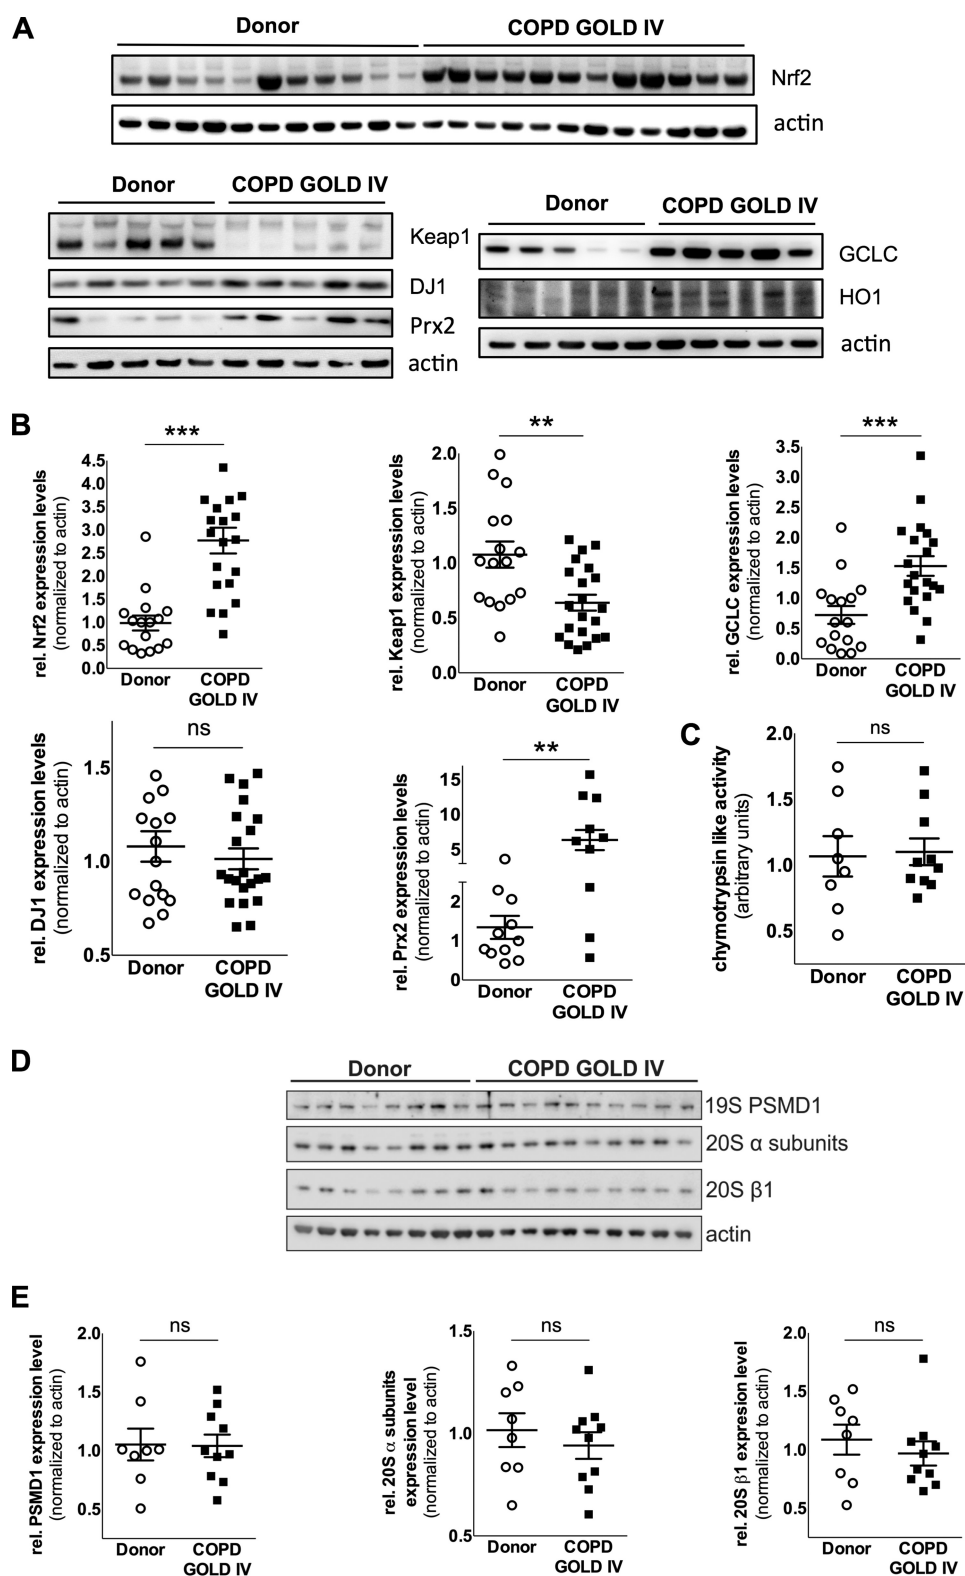 A
Donor
COPD GOLD IV
Nrf2
actin
Donor
COPD GOLD IV
Keap1
DJ1
Prx2
actin
Donor
COPD GOLD IV
GCLC
HO1
actin
B
***
rel. Nrf2 expression levels
(normalized to actin)
4.5
4.0
3.5
3.0
2.5
2.0
1.5
1.0
0.5
0.0
Donor
COPD
GOLD IV
**
rel. Keap1 expression levels
(normalized to actin)
2.0
1.5
1.0
0.5
0.0
Donor
COPD
GOLD IV
***
rel. GCLC expression levels
(normalized to actin)
3.5
3.0
2.5
2.0
1.5
1.0
0.5
0.0
Donor
COPD
GOLD IV
ns
rel. DJ1 expression levels
(normalized to actin)
1.5
1.0
0.5
Donor
COPD
GOLD IV
**
rel. Prx2 expression levels
(normalized to actin)
15
10
5
2
1
0
Donor
COPD
GOLD IV
C
ns
chymotrypsin like activity
(arbitrary units)
2.0
1.5
1.0
0.5
Donor
COPD
GOLD IV
D
Donor
COPD GOLD IV
19S PSMD1
20S α subunits
20S β1
actin
E
ns
rel. PSMD1 expression level
(normalized to actin)
2.0
1.5
1.0
0.5
Donor
COPD
GOLD IV
ns
rel. 20S α subunits
expression level
(normalized to actin)
1.5
1.0
0.5
Donor
COPD
GOLD IV
ns
rel. 20S β1 expression level
(normalized to actin)
2.0
1.5
1.0
0.5
Donor
COPD
GOLD IV